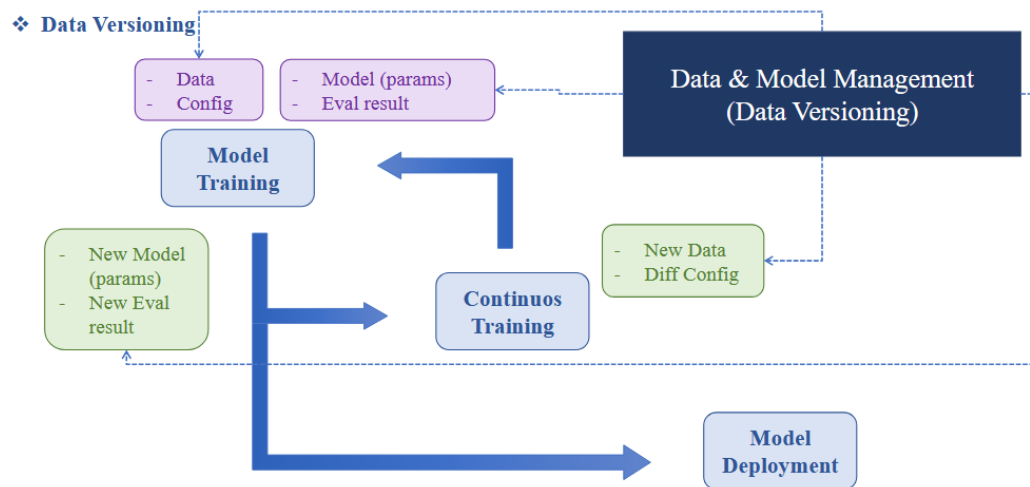 ❖ Data Versioning
- Data
- Config
- Model (params)
- Eval result
Data & Model Management
(Data Versioning)
Model
Training
- New Model
(params)
- New Eval
result
Continuos
Training
- New Data
- Diff Config
Model
Deployment